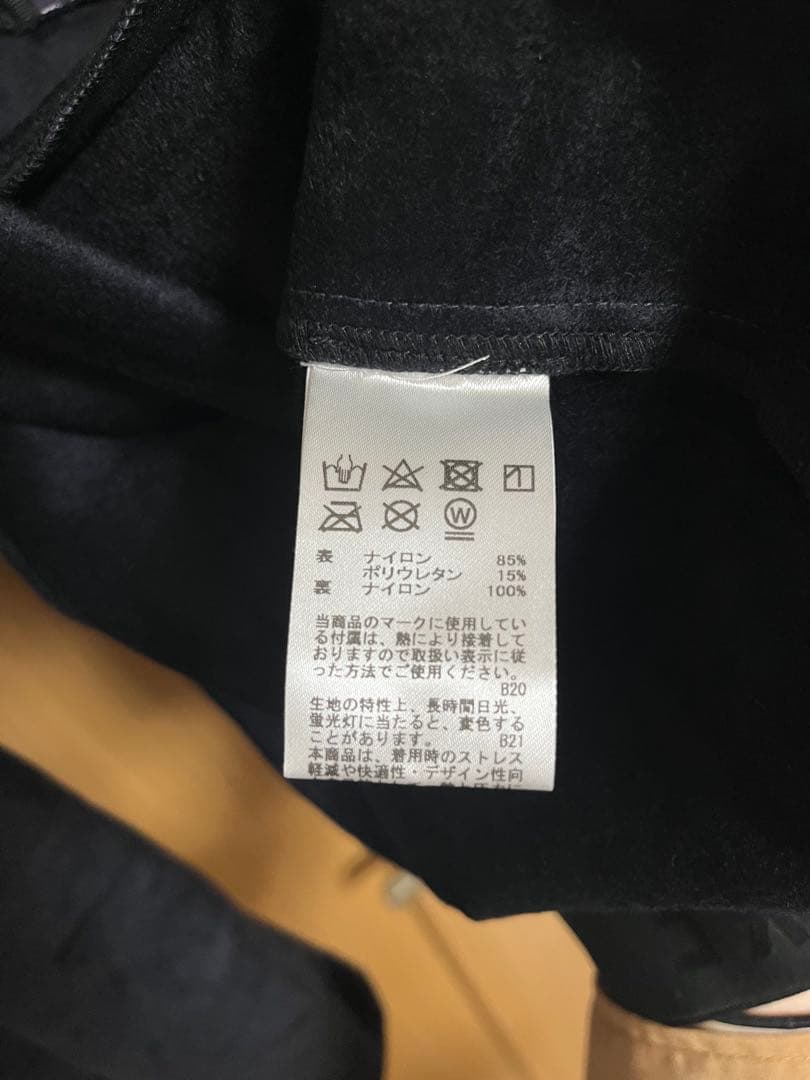 W
表 ナイロン 85%
ポリウレタン 15%
裏 ナイロン 100%
当商品のマークに使用してい
る付属は、熱により接着して
おりますので取扱い表示に従
った方法でご使用ください。
B20
生地の特性上、長時間日光、
蛍光灯に当たると、変色する
ことがあります。 B21
本商品は、着用時のストレス
軽減や快適性・デザイン性向